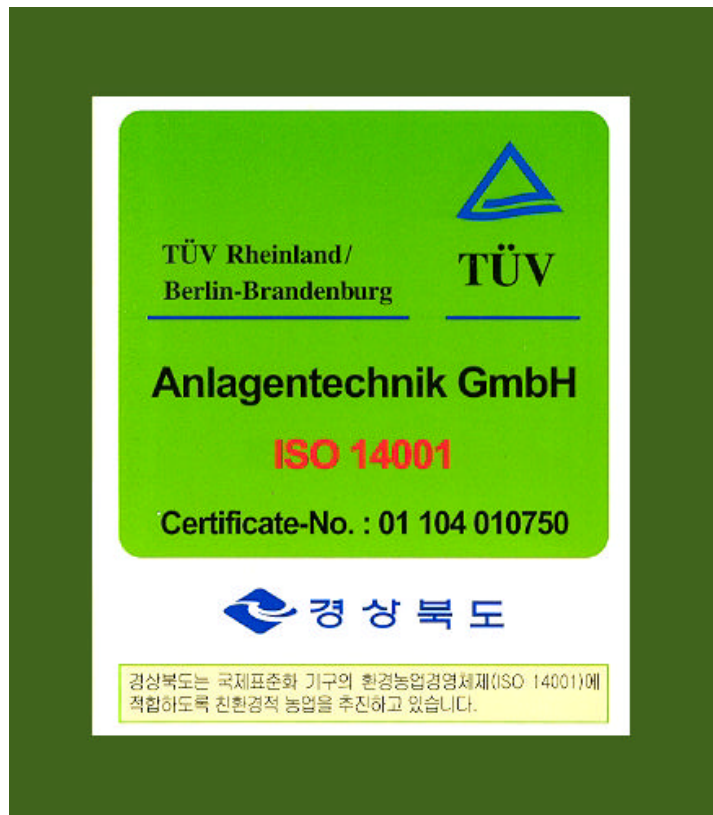 TÜV Rheinland/
Berlin-Brandenburg
TÜV
Anlagentechnik GmbH
ISO 14001
Certificate-No. : 01 104 010750
경상북도
경상북도는 국제표준화 기구의 환경농업경영체제(ISO 14001)에
적합하도록 친환경적 농업을 추진하고 있습니다.